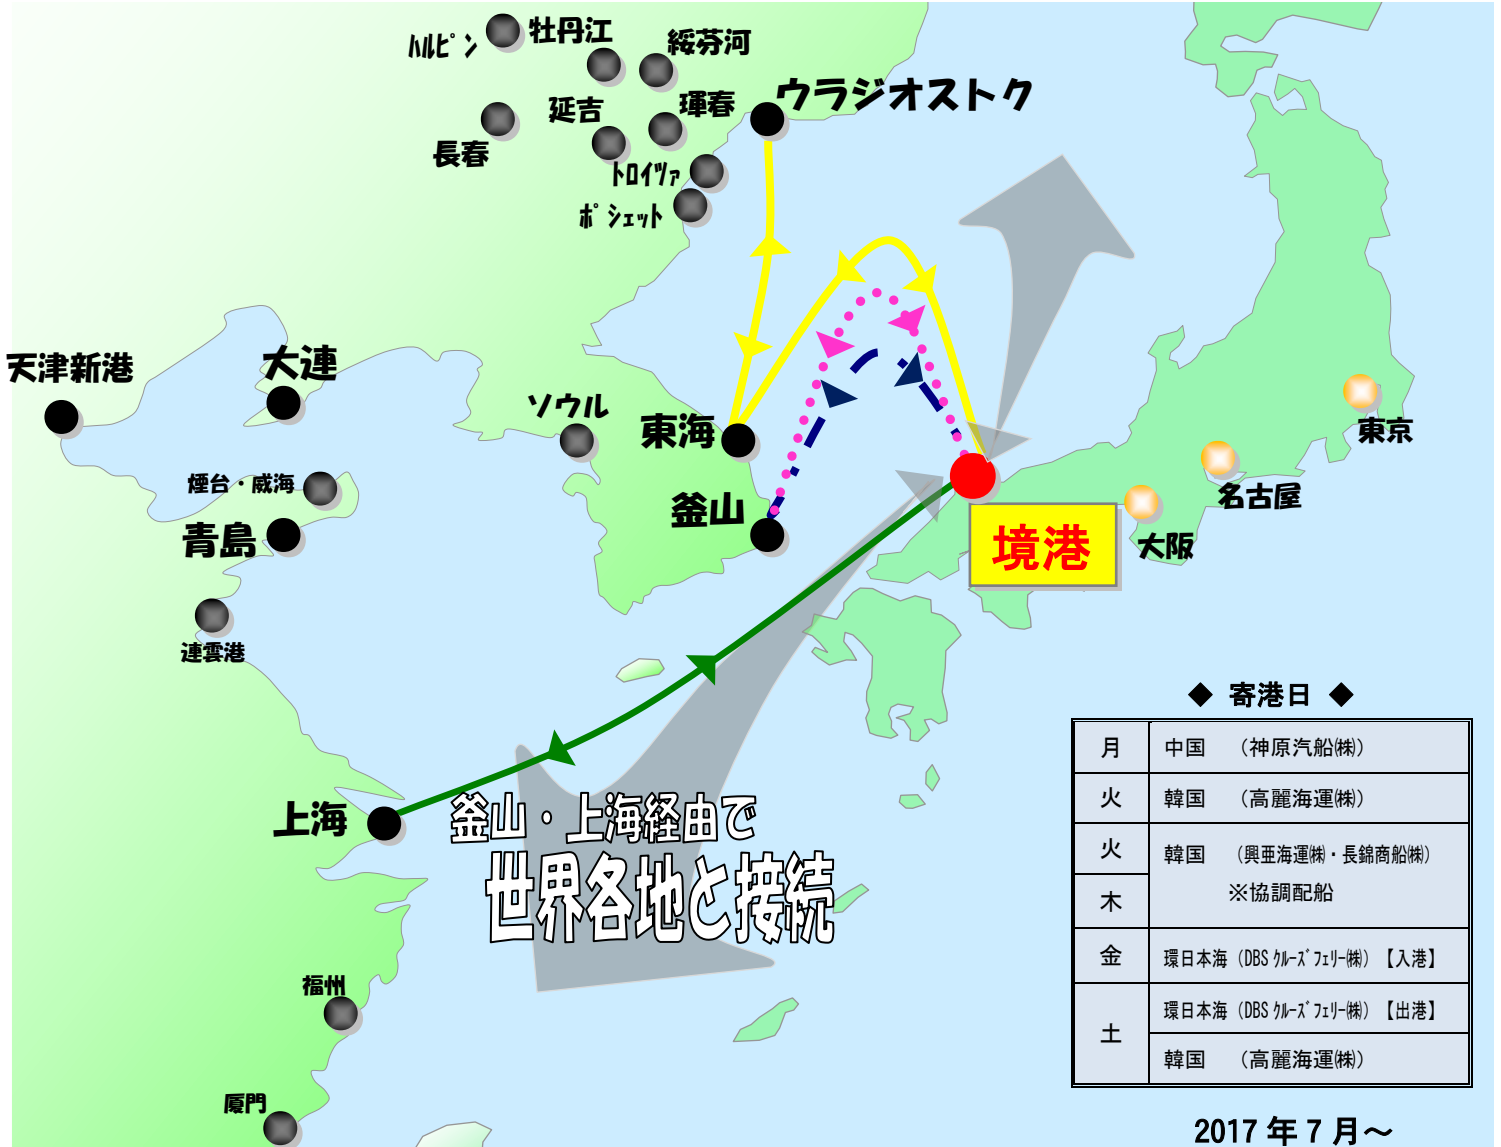 ハルピン
牡丹江
綏芬河
延吉
琿春
長春
ウラジオストク
トロイツァ
ポシェット
天津新港
大連
ソウル
東海
煙台・威海
釜山
青島
連雲港
東京
名古屋
大阪
境港
上海
釜山・上海経由で
世界各地と接続
福州
厦門
◆ 寄港日 ◆
月 中国 （神原汽船㈱）
火 韓国 （高麗海運㈱）
火 韓国 （興亜海運㈱・長錦商船㈱）
木 ※協調配船
金 環日本海（DBSクルーズフェリー㈱）【入港】
土 環日本海（DBSクルーズフェリー㈱）【出港】
韓国 （高麗海運㈱）
2017年7月～